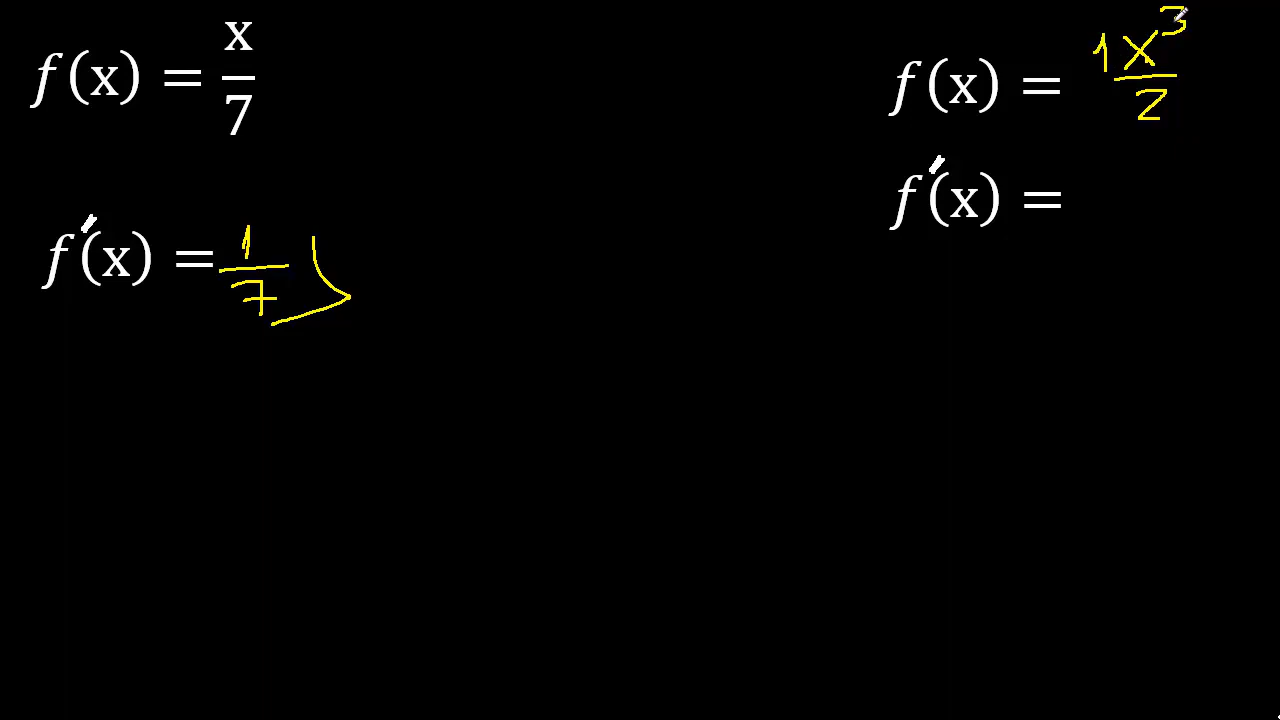 f(x) = x/7
f'(x) = 1/7
f(x) = 1x³/2
f'(x) =